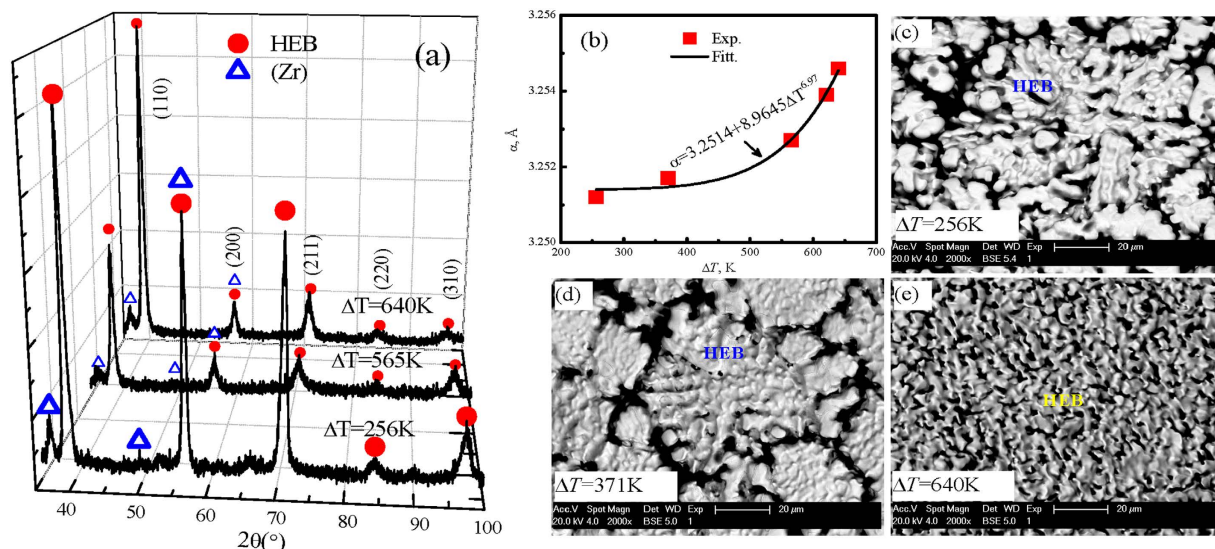 HEB
(Zr)
(a)
(110)
(200)
(211)
(220)
(310)
ΔT=640K
ΔT=565K
ΔT=256K
40 50 60 70 80 90 100
2θ(°)
(b)
Exp.
Fitt.
α=3.2514+8.9645ΔT^6.97
3.256
3.254
3.252
3.250
α, Å
200 300 400 500 600 700
ΔT, K
(c)
HEB
ΔT=256K
Acc.V Spot Magn Det WD Exp 20 μm
20.0 kV 4.0 2000x BSE 5.4 1
(d)
HEB
ΔT=371K
Acc.V Spot Magn Det WD Exp 20 μm
20.0 kV 4.0 2000x BSE 5.0 1
(e)
HEB
ΔT=640K
Acc.V Spot Magn Det WD Exp 20 μm
20.0 kV 4.0 2000x BSE 5.0 1